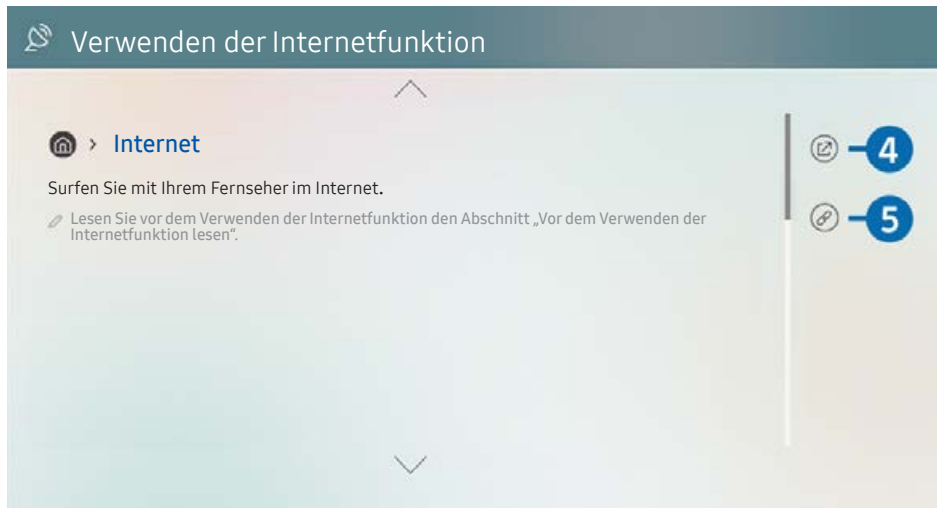 Verwenden der Internetfunktion
> Internet
4
Surfen Sie mit Ihrem Fernseher im Internet.
Lesen Sie vor dem Verwenden der Internetfunktion den Abschnitt „Vor dem Verwenden der
Internetfunktion lesen“.
5